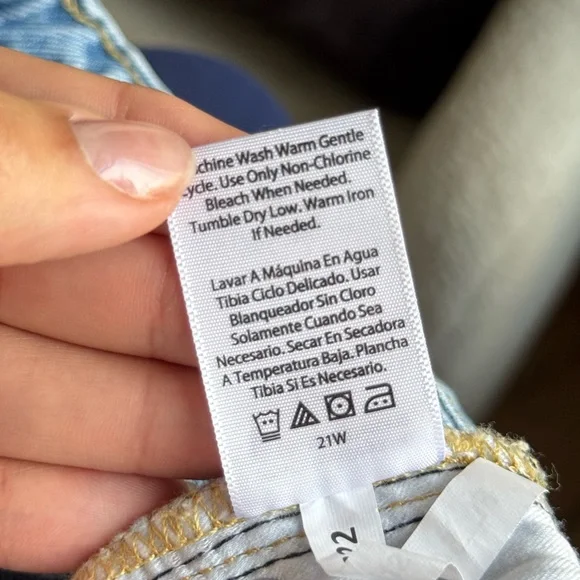 Wash Warm Gentle
Use Only Non-Chlorine
Bleach When Needed.
Tumble Dry Low. Warm Iron
If Needed.
Lavar A Máquina En Agua
Tibia Ciclo Delicado. Usar
Blanqueador Sin Cloro
Solamente Cuando Sea
Necesario. Secar En Secadora
A Temperatura Baja. Plancha
Tibia Si Es Necesario.
21W